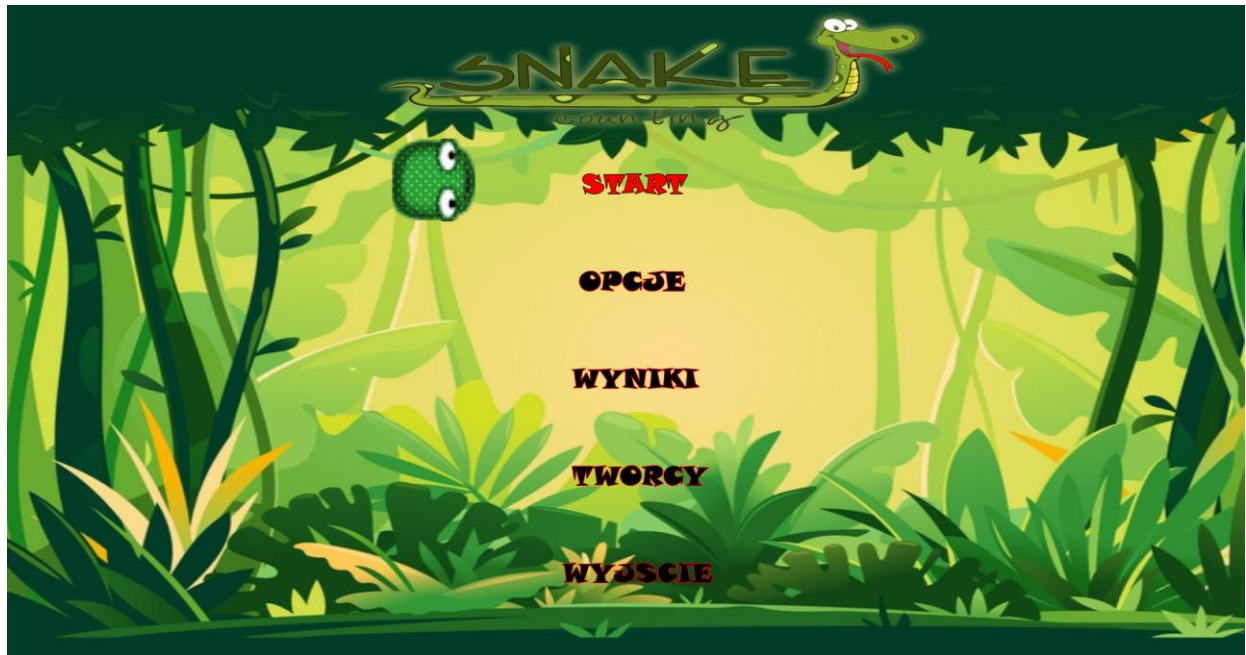 SNAKE
counting
START
OPCJE
WYNIKI
TWORCY
WYJSCIE